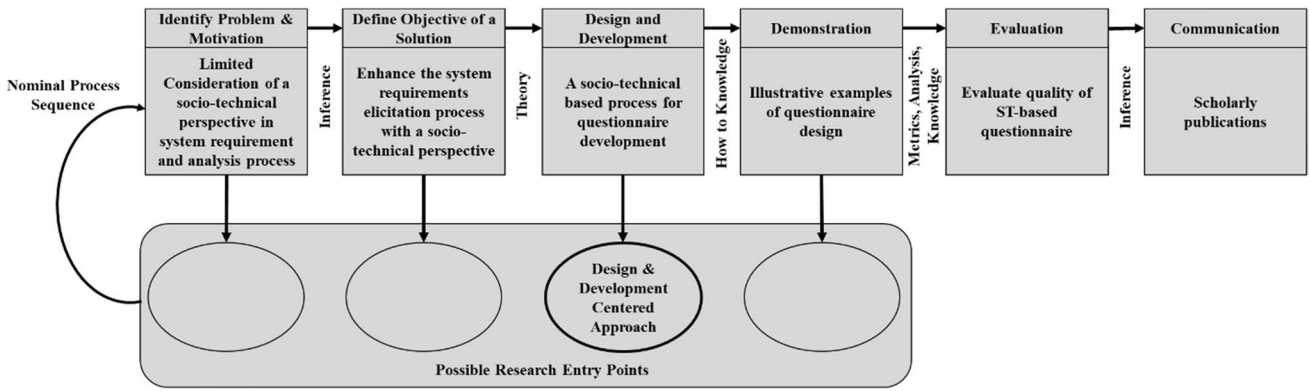 Nominal Process
Sequence
Identify Problem &
Motivation
Limited
Consideration of a
socio-technical
perspective in
system requirement
and analysis process
Inference
Define Objective of a
Solution
Enhance the system
requirements
elicitation process
with a socio-
technical perspective
Theory
Design and
Development
A socio-technical
based process for
questionnaire
development
How to Knowledge
Demonstration
Illustrative examples
of questionnaire
design
Metrics, Analysis,
Knowledge
Evaluation
Evaluate quality of
ST-based
questionnaire
Inference
Communication
Scholarly
publications
Design &
Development
Centered
Approach
Possible Research Entry Points